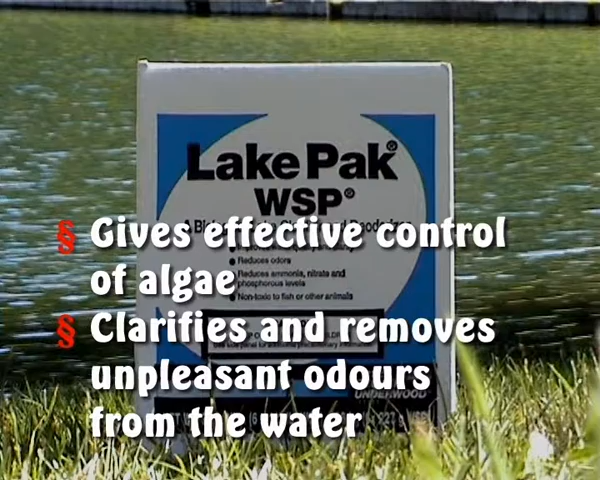 Lake Pak®
WSP®
§ Gives effective control
of algae
Reduces odors
Reduces ammonia, nitrate and
phosphorous levels
Non-toxic to fish or other animals
§ Clarifies and removes
unpleasant odours
UNDERWOOD
from the water